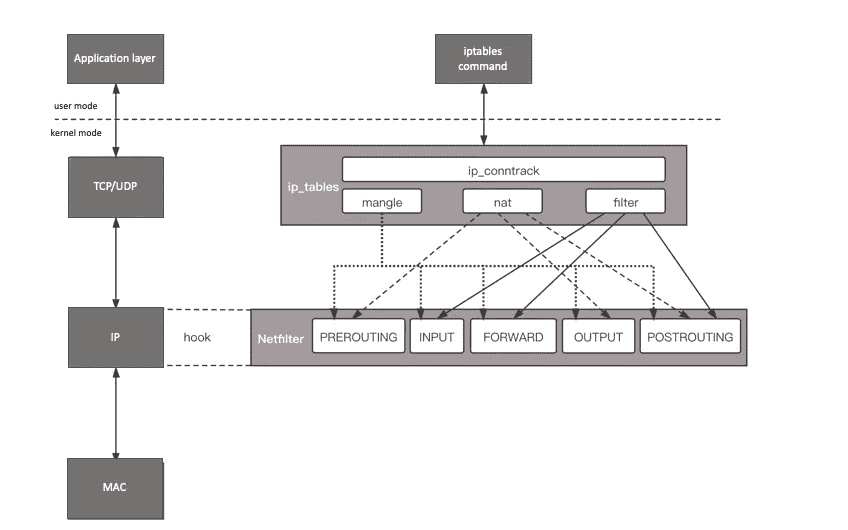 Application layer
iptables
command
user mode
kernel mode
TCP/UDP
ip_tables
ip_conntrack
mangle
nat
filter
IP
hook
Netfilter
PREROUTING
INPUT
FORWARD
OUTPUT
POSTROUTING
MAC